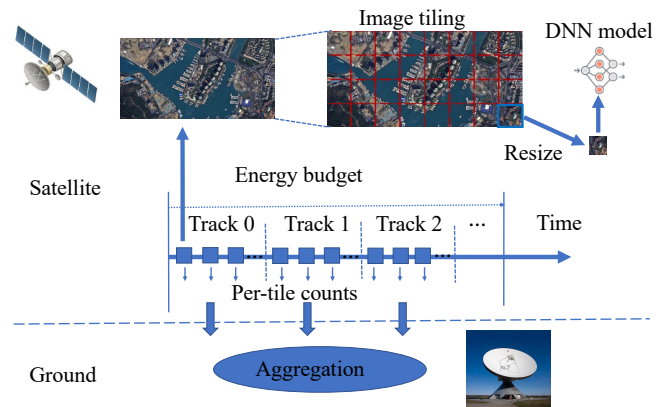 Image tiling
DNN model
Resize
Satellite
Energy budget
Track 0
Track 1
Track 2
...
Time
...
...
...
Per-tile counts
Ground
Aggregation